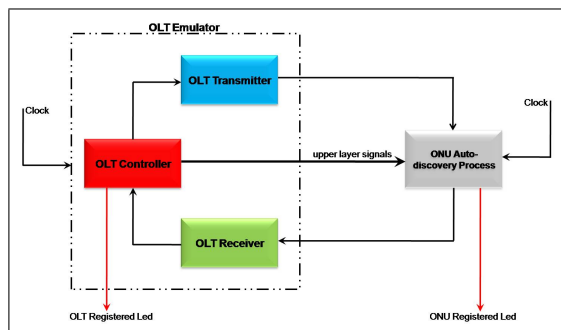 OLT Emulator
OLT Transmitter
Clock
Clock
OLT Controller
upper layer signals
ONU Auto-
discovery Process
OLT Receiver
OLT Registered Led
ONU Registered Led